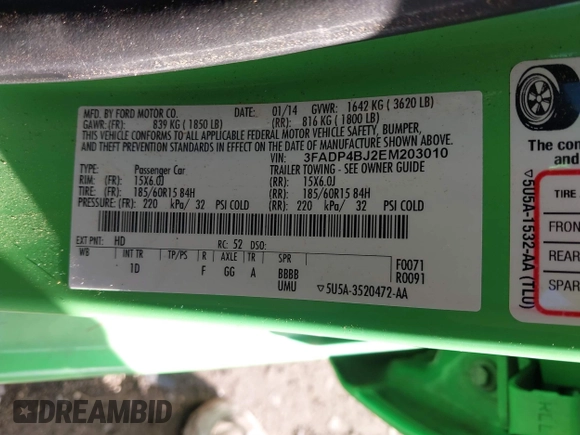 MFD. BY FORD MOTOR CO. DATE: 01/14 GVWR: 1642 KG ( 3620 LB)
GAWR: (FR): 839 KG ( 1850 LB) (RR): 816 KG ( 1800 LB)
THIS VEHICLE CONFORMS TO ALL APPLICABLE FEDERAL MOTOR VEHICLE SAFETY, BUMPER,
AND THEFT PREVENTION STANDARDS IN EFFECT ON THE DATE OF MANUFACTURE SHOWN ABOVE.
VIN: 3FADP4BJ2EM203010
TYPE: Passenger Car TRAILER TOWING - SEE OWNER GUIDE
RIM: (FR): 15X6.0J (RR): 15X6.0J
TIRE: (FR): 185/60R15 84H (RR): 185/60R15 84H
PRESSURE: (FR): 220 kPa/ 32 PSI COLD (RR): 220 kPa/ 32 PSI COLD
EXT PNT: HD RC: 52 DSO:
WB INT TR TP/PS R AXLE TR SPR
1D F GG A BBBB F0071
UMU R0091
▽5U5A-3520472-AA
The con
▽5U5A-1532-AA (TLU)
TIRE
FRON
REAR
SPAR
DREAMBID